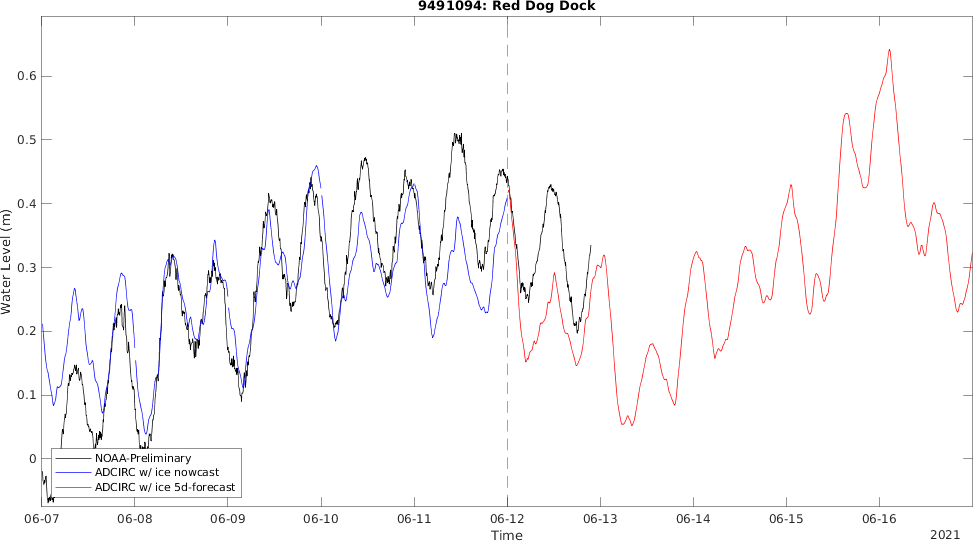 9491094: Red Dog Dock
Water Level (m)
0.6
0.5
0.4
0.3
0.2
0.1
0
NOAA-Preliminary
ADCIRC w/ ice nowcast
ADCIRC w/ ice 5d-forecast
06-07 06-08 06-09 06-10 06-11 06-12 06-13 06-14 06-15 06-16
Time
2021